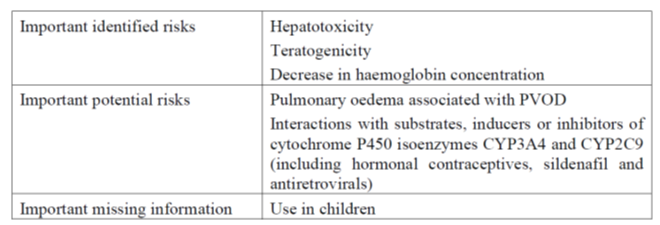 Important identified risks
Hepatotoxicity
Teratogenicity
Decrease in haemoglobin concentration
Important potential risks
Pulmonary oedema associated with PVOD
Interactions with substrates, inducers or inhibitors of
cytochrome P450 isoenzymes CYP3A4 and CYP2C9
(including hormonal contraceptives, sildenafil and
antiretrovirals)
Important missing information
Use in children